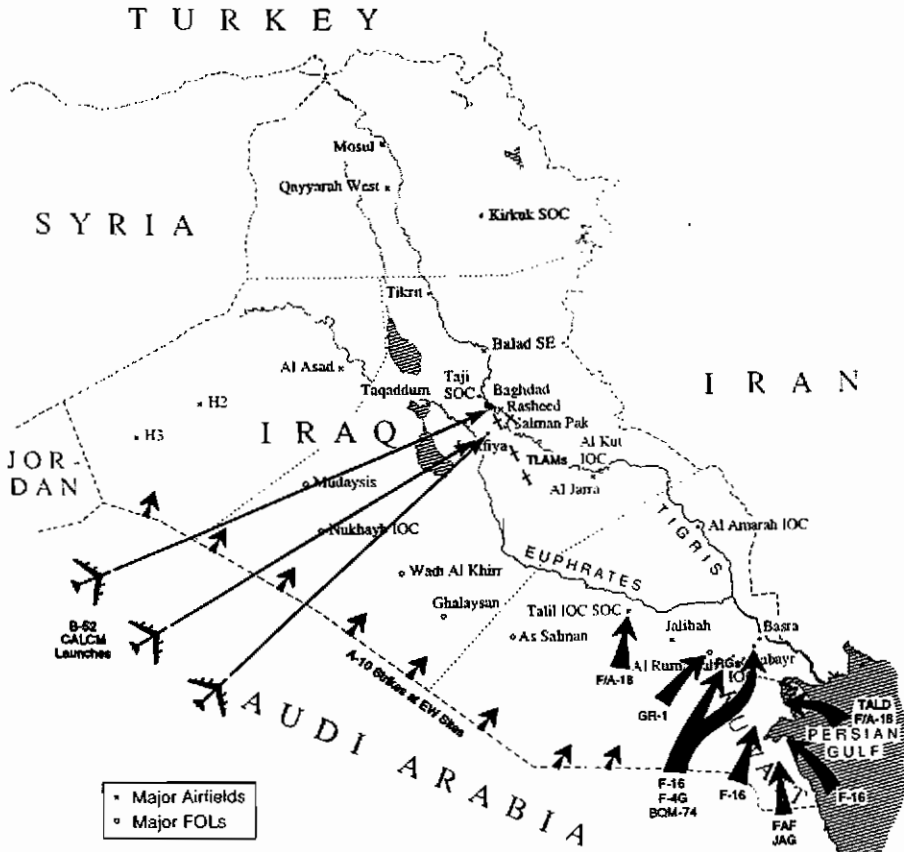 TURKEY
Mosul
Qayyarah West
SYRIA
Kirkuk SOC
Tikrit
Balad SE
Al Asad
Taji
SOC
Baghdad
IRAN
Taqaddum
H2
Rasheed
Salman Pak
H3
IRAQ
Al Kut
IOC
JOR-
DAN
TLAMs
Mudaysis
Al Jarra
TIGRIS
Nukhayb IOC
Al Amarah IOC
EUPHRATES
Wadi Al Khirr
Ghalaysan
Talil IOC SOC
Jalibah
Basra
B-52
CALCM
Launches
As Salman
A-10 Strikes at EW Sites
F/A-18
RGs
IOC
GR-1
TALD
F/A-18
PERSIAN
GULF
AUDI ARABIA
F-16
F-4G
BQM-74
F-16
F-16
FAF
JAG
× Major Airfields
o Major FOLs